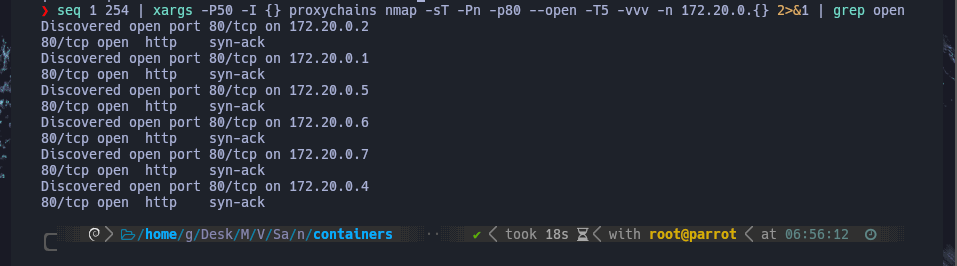 ❯ seq 1 254 | xargs -P50 -I {} proxychains nmap -sT -Pn -p80 --open -T5 -vvv -n 172.20.0.{} 2>&1 | grep open
Discovered open port 80/tcp on 172.20.0.2
80/tcp open  http    syn-ack
Discovered open port 80/tcp on 172.20.0.1
80/tcp open  http    syn-ack
Discovered open port 80/tcp on 172.20.0.5
80/tcp open  http    syn-ack
Discovered open port 80/tcp on 172.20.0.6
80/tcp open  http    syn-ack
Discovered open port 80/tcp on 172.20.0.7
80/tcp open  http    syn-ack
Discovered open port 80/tcp on 172.20.0.4
80/tcp open  http    syn-ack
/home/g/Desk/M/V/Sa/n/containers ·· ✔ took 18s with root@parrot at 06:56:12